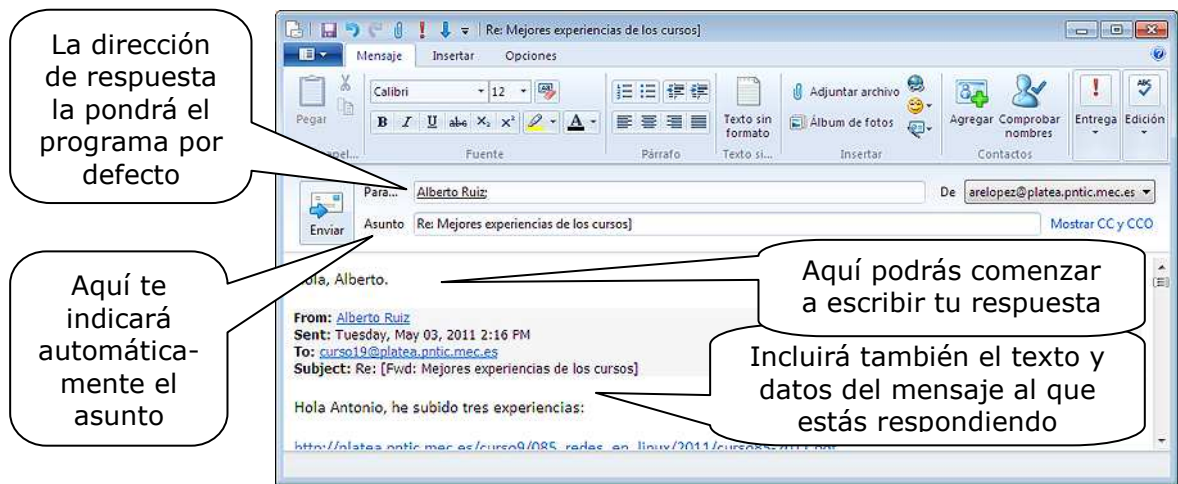 La dirección
de respuesta
la pondrá el
programa por
defecto
Re: Mejores experiencias de los cursos]
Mensaje Insertar Opciones
Pegar
Calibri 12
Adjuntar archivo
Álbum de fotos
Texto sin
formato
Agregar Comprobar
nombres
Entrega Edición
Fuente Párrafo Texto si... Insertar Contactos
Para... Alberto Ruiz;
De arelopez@platea.pntic.mec.es
Enviar
Asunto Re: Mejores experiencias de los cursos]
Mostrar CC y CCO
Aquí te
indicará
automática-
mente el
asunto
Aquí podrás comenzar
a escribir tu respuesta
Alberto.
From: Alberto Ruiz
Sent: Tuesday, May 03, 2011 2:16 PM
To: curso19@platea.pntic.mec.es
Subject: Re: [Fwd: Mejores experiencias de los cursos]
Incluirá también el texto y
datos del mensaje al que
estás respondiendo
Hola Antonio, he subido tres experiencias: